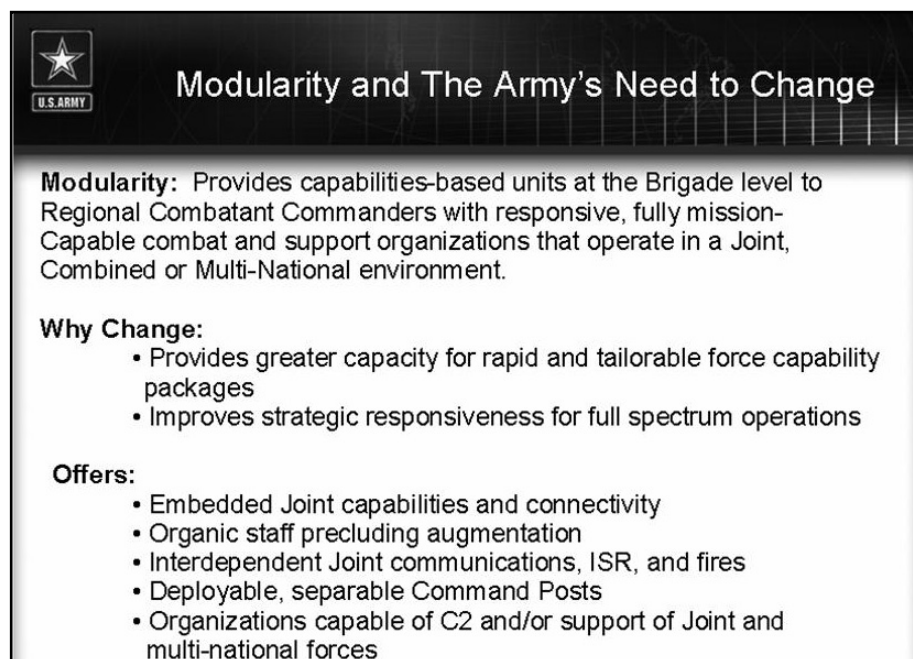 U.S.ARMY
Modularity and The Army's Need to Change
Modularity: Provides capabilities-based units at the Brigade level to
Regional Combatant Commanders with responsive, fully mission-
Capable combat and support organizations that operate in a Joint,
Combined or Multi-National environment.
Why Change:
• Provides greater capacity for rapid and tailorable force capability
packages
• Improves strategic responsiveness for full spectrum operations
Offers:
• Embedded Joint capabilities and connectivity
• Organic staff precluding augmentation
• Interdependent Joint communications, ISR, and fires
• Deployable, separable Command Posts
• Organizations capable of C2 and/or support of Joint and
multi-national forces